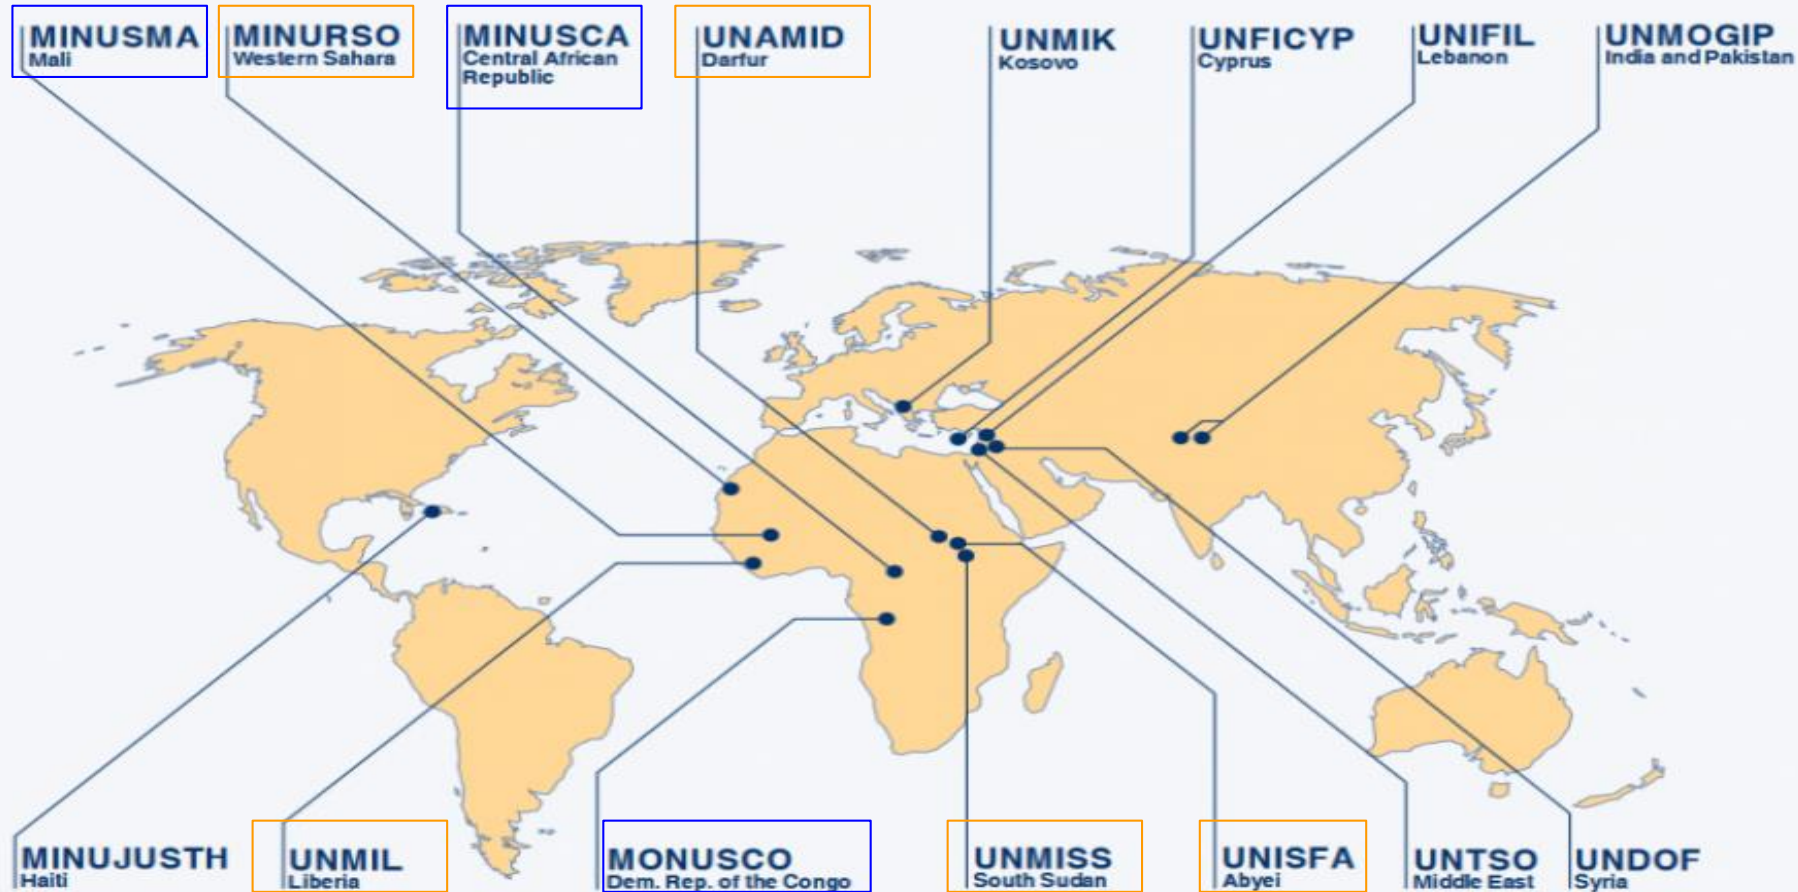 MINUSMA
Mali
MINURSO
Western Sahara
MINUSCA
Central African
Republic
UNAMID
Darfur
UNMIK
Kosovo
UNFICYP
Cyprus
UNIFIL
Lebanon
UNMOGIP
India and Pakistan
MINUJUSTH
Haiti
UNMIL
Liberia
MONUSCO
Dem. Rep. of the Congo
UNMISS
South Sudan
UNISFA
Abyei
UNTSO
Middle East
UNDOF
Syria